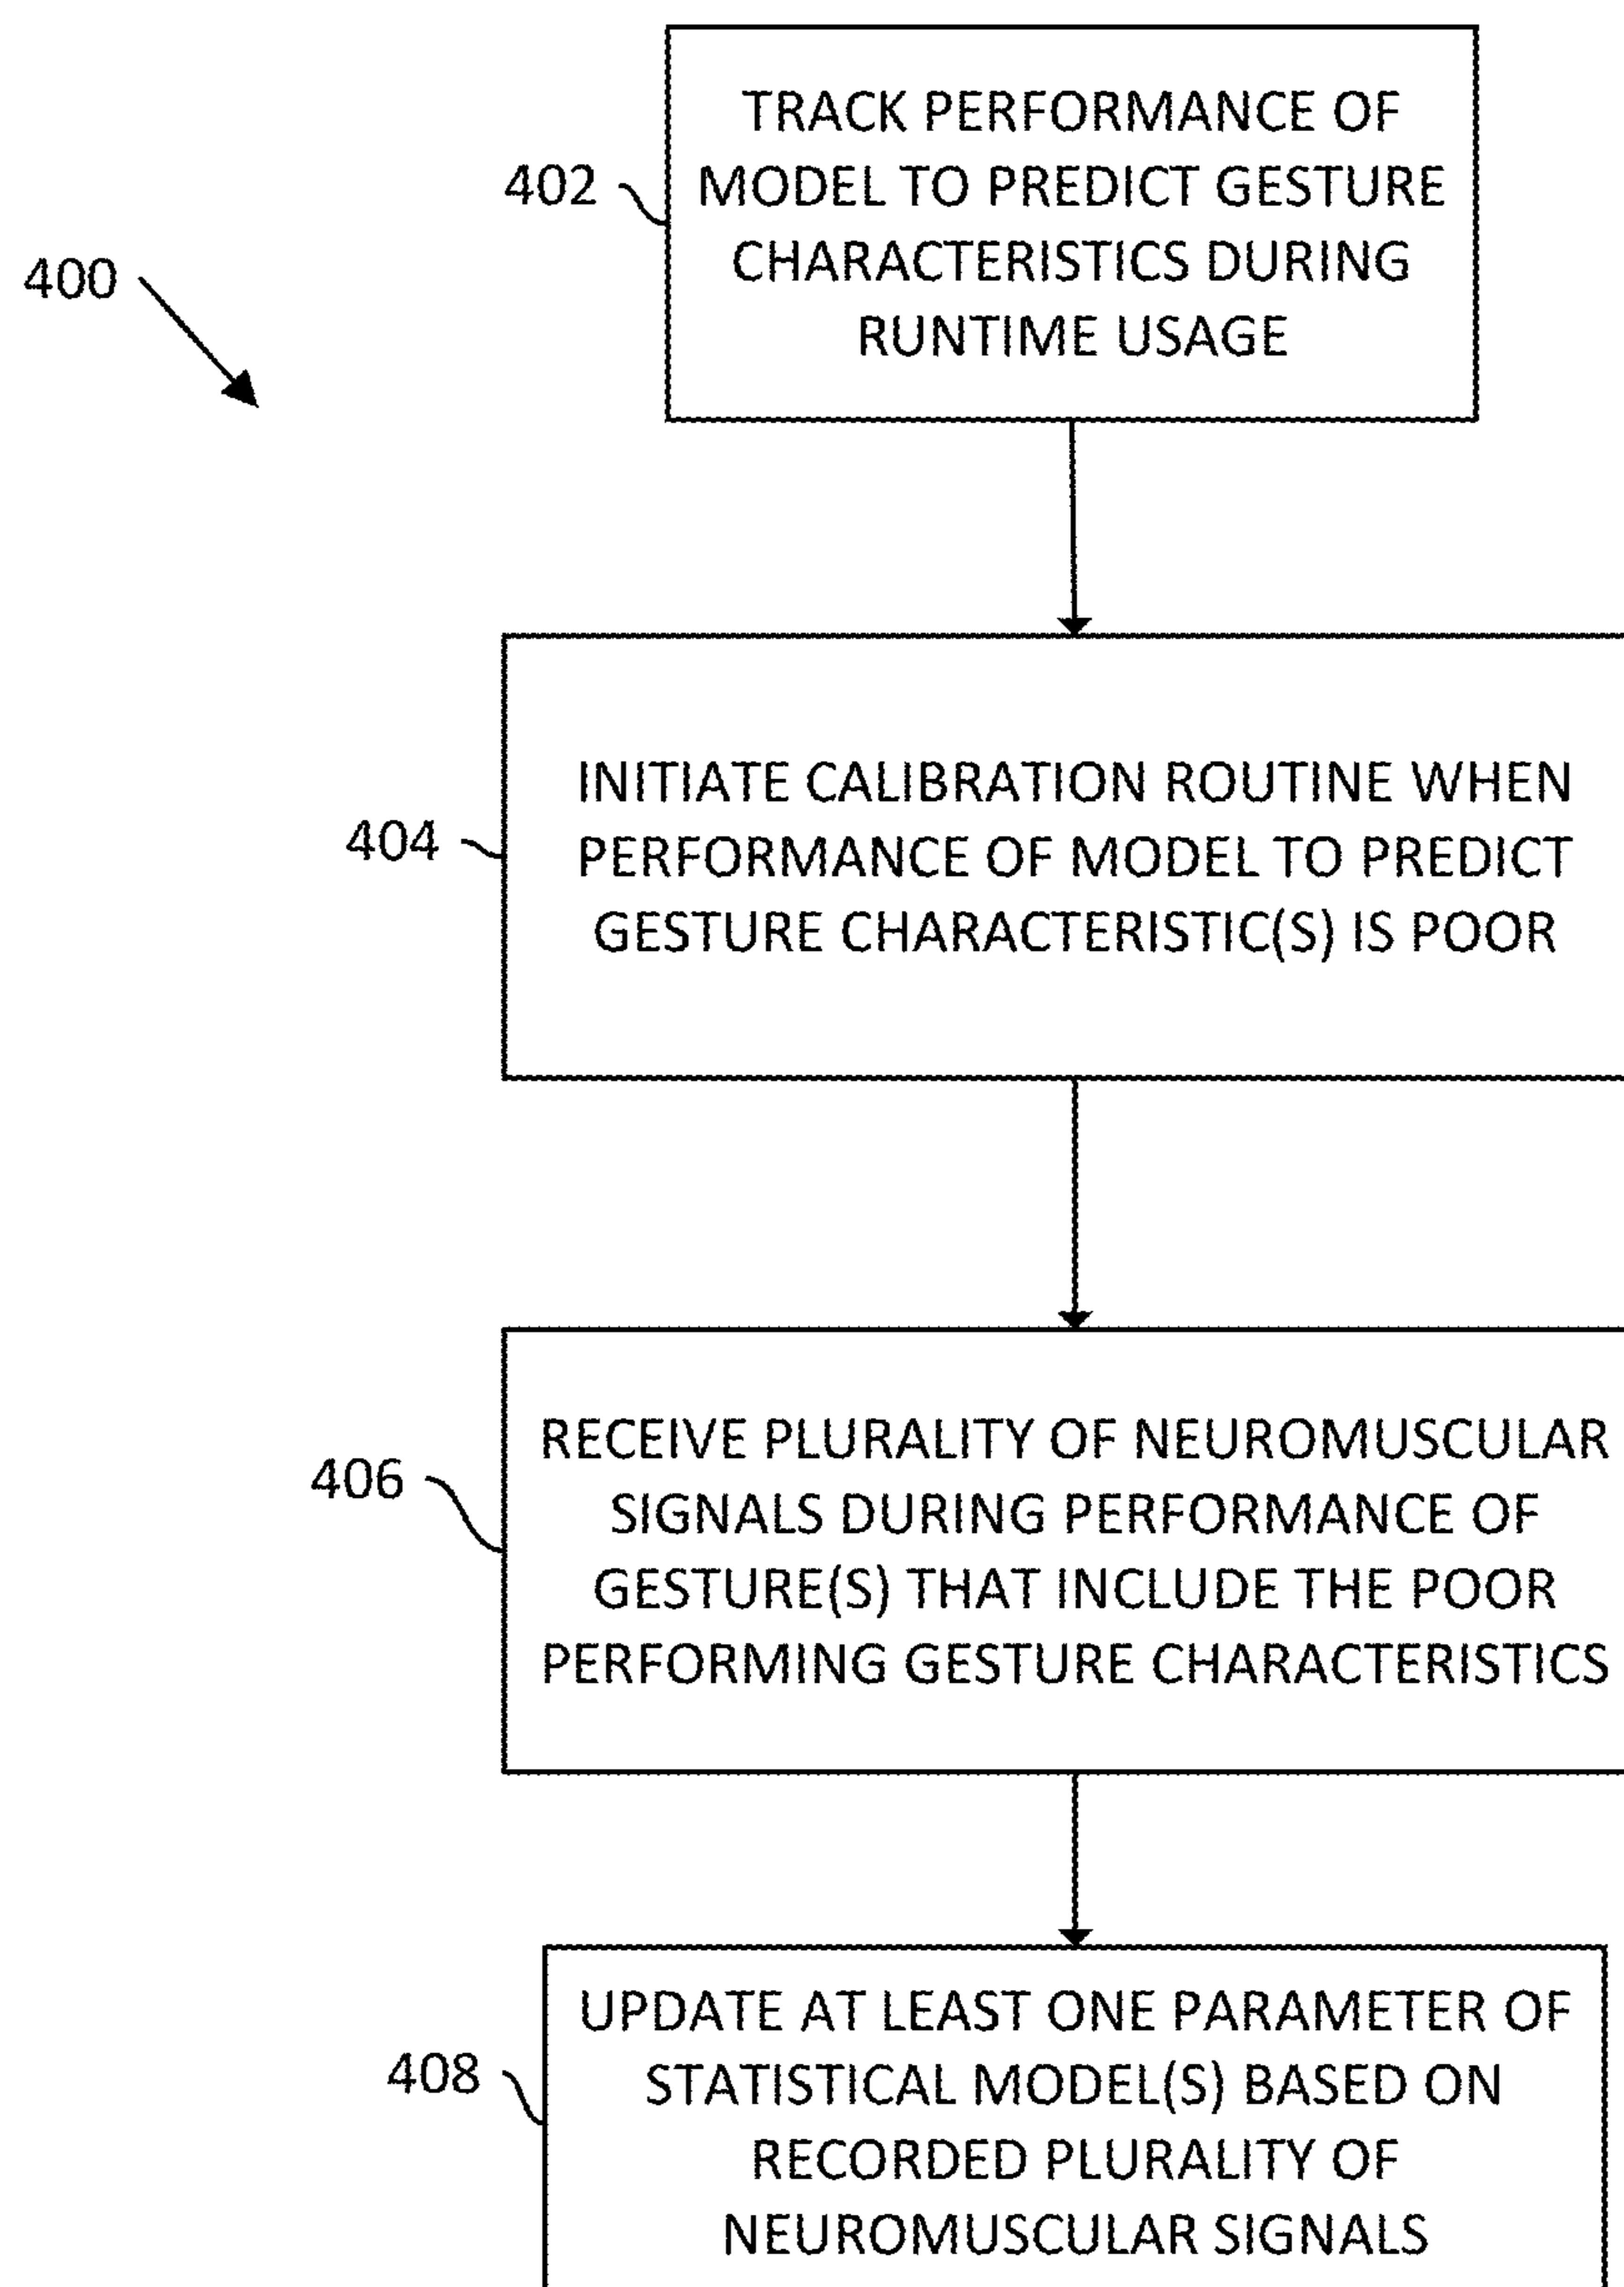 TRACK PERFORMANCE OF
402
MODEL TO PREDICT GESTURE
400
CHARACTERISTICS DURING
RUNTIME USAGE
INITIATE CALIBRATION ROUTINE WHEN
404
PERFORMANCE OF MODEL TO PREDICT
GESTURE CHARACTERISTIC(S) IS POOR
RECEIVE PLURALITY OF NEUROMUSCULAR
406
SIGNALS DURING PERFORMANCE OF
GESTURE(S) THAT INCLUDE THE POOR
PERFORMING GESTURE CHARACTERISTICS
UPDATE AT LEAST ONE PARAMETER OF
408
STATISTICAL MODEL(S) BASED ON
RECORDED PLURALITY OF
NEUROMUSCULAR SIGNALS